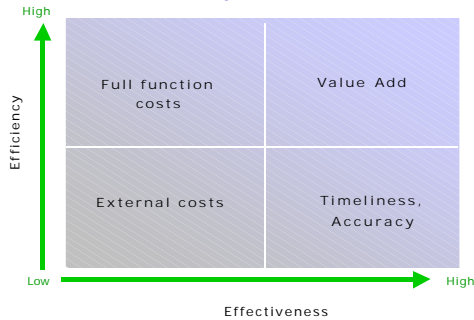 High
Full function
costs
Value Add
Efficiency
External costs
Timeliness,
Accuracy
Low
High
Effectiveness